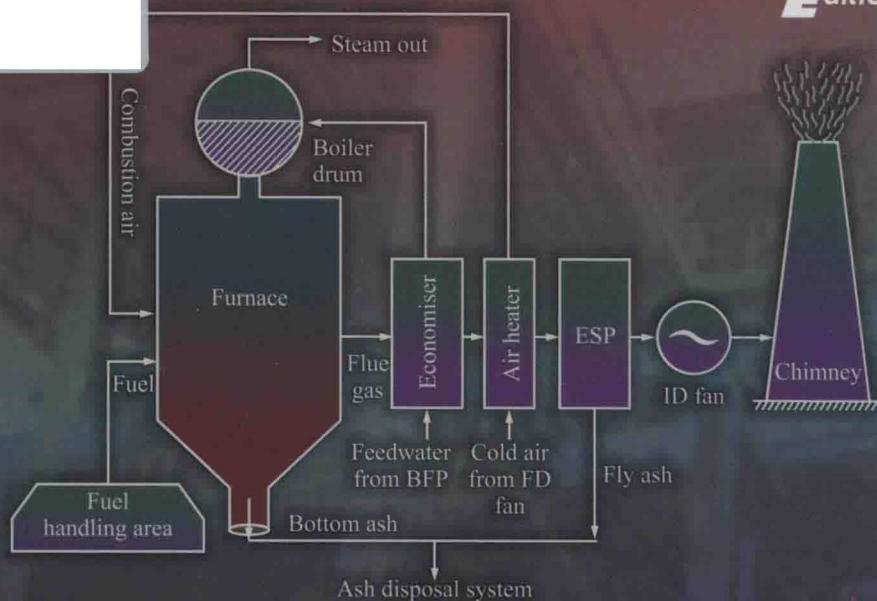 Steam out
Combustion air
Boiler
drum
Furnace
Economiser
Air heater
ESP
Flue
gas
Fuel
ID fan
Chimney
Feedwater
from BFP
Cold air
from FD
fan
Fly ash
Fuel
handling area
Bottom ash
Ash disposal system